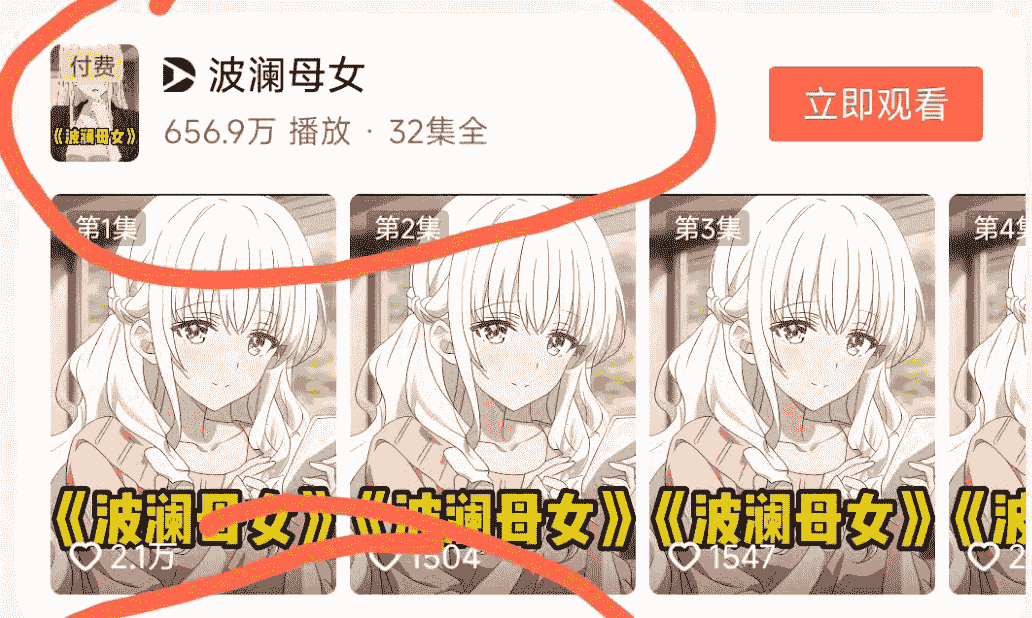 付费
《波澜母女》
波澜母女
656.9万 播放 · 32集全
立即观看
第1集
第2集
第3集
第4集
《波澜母女》
《波澜母女》
《波澜母女》
《波
2.1万
1504
1547
2